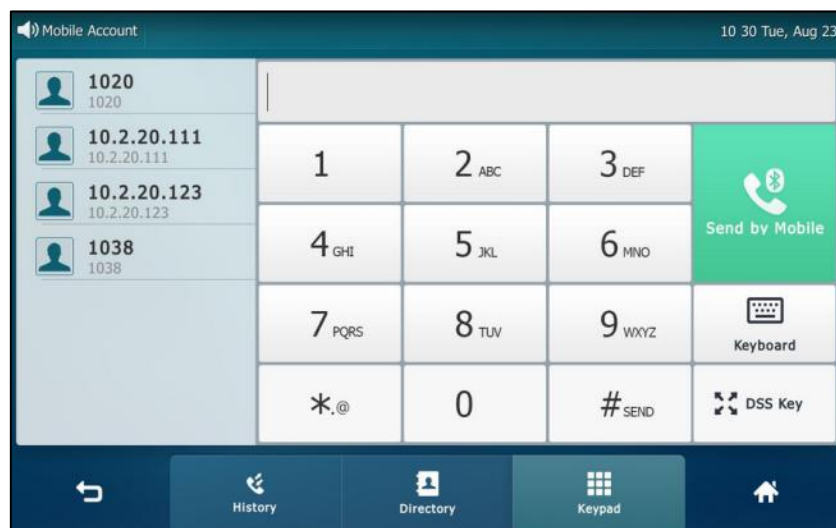 Mobile Account
10 30 Tue, Aug 23
1020
1020
10.2.20.111
10.2.20.111
10.2.20.123
10.2.20.123
1038
1038
1
2 ABC
3 DEF
Send by Mobile
4 GHI
5 JKL
6 MNO
7 PQRS
8 TUV
9 WXYZ
Keyboard
*.@
0
# SEND
DSS Key
History
Directory
Keypad